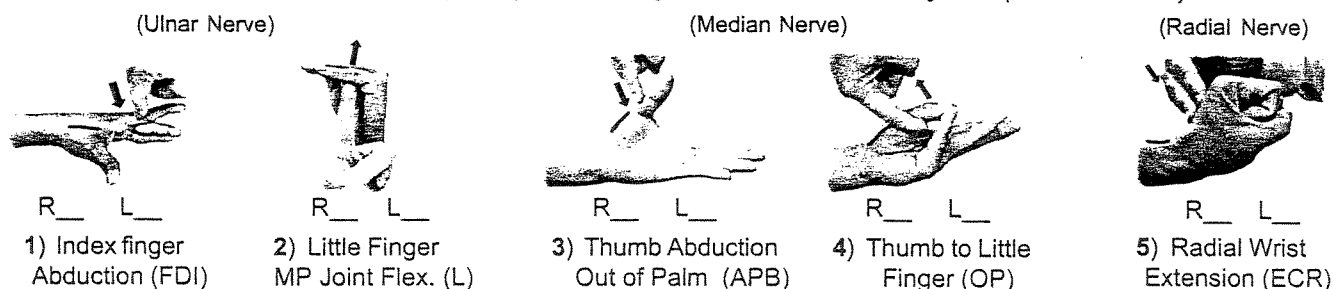 (Ulnar Nerve) (Median Nerve) (Radial Nerve)
R__ L__ R__ L__ R__ L__ R__ L__ R__ L__
1) Index finger 2) Little Finger 3) Thumb Abduction 4) Thumb to Little 5) Radial Wrist
Abduction (FDI) MP Joint Flex. (L) Out of Palm (APB) Finger (OP) Extension (ECR)